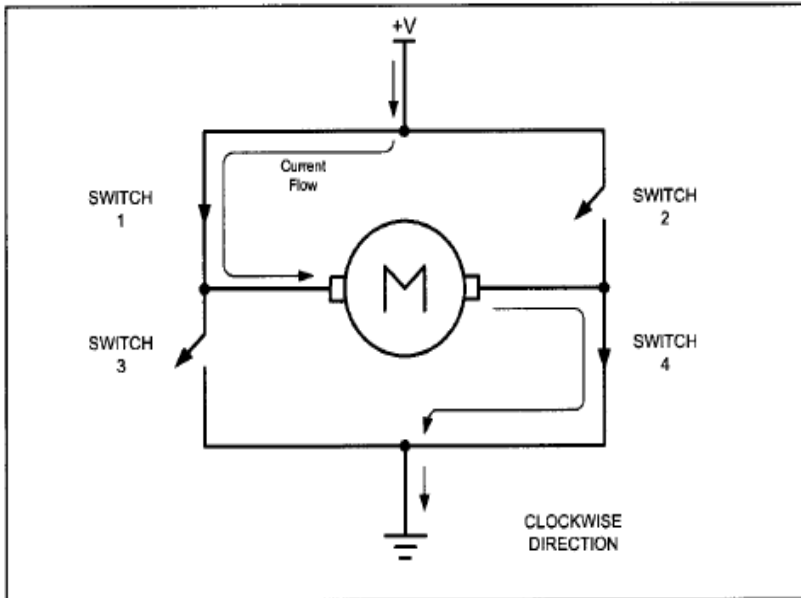 +V
Current
Flow
SWITCH
1
SWITCH
2
M
SWITCH
3
SWITCH
4
CLOCKWISE
DIRECTION